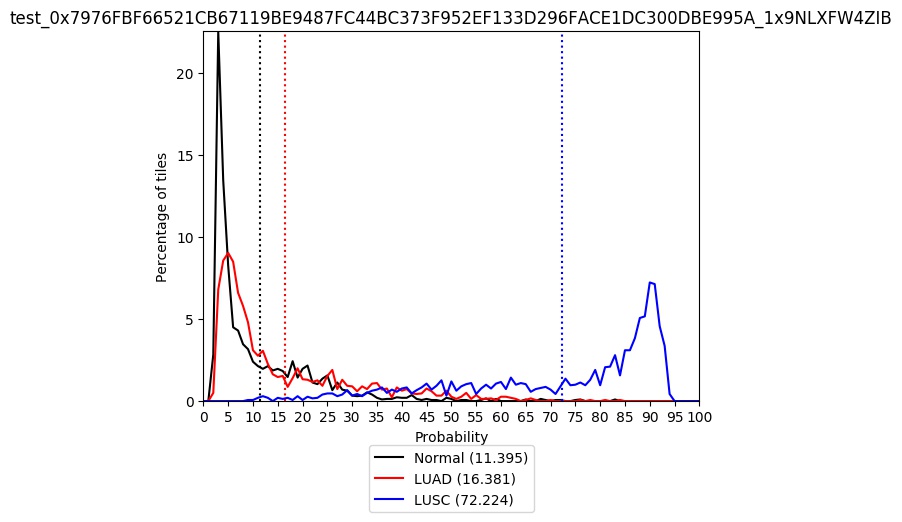 test_0x7976FBF66521CB67119BE9487FC44BC373F952EF133D296FACE1DC300DBE995A_1x9NLXFW4ZIB
Percentage of tiles
20
15
10
5
0
0 5 10 15 20 25 30 35 40 45 50 55 60 65 70 75 80 85 90 95 100
Probability
Normal (11.395)
LUAD (16.381)
LUSC (72.224)